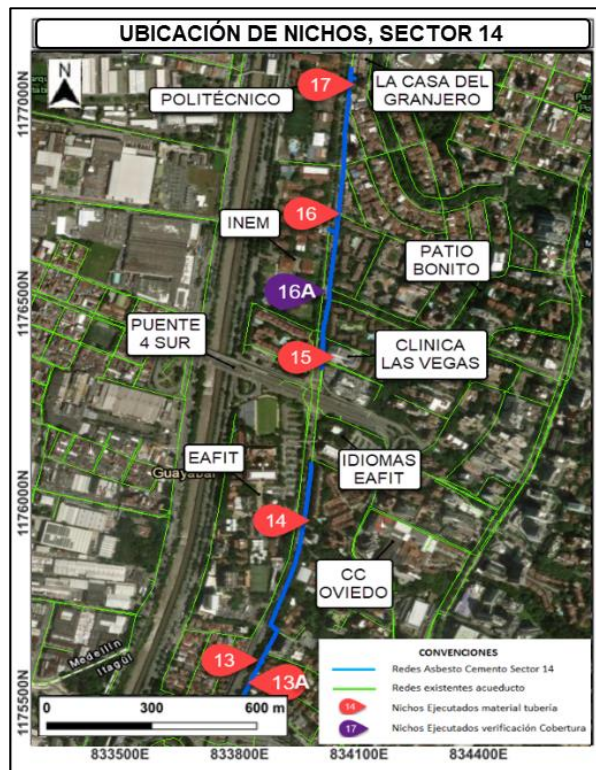 UBICACIÓN DE NICHOS, SECTOR 14
N
17
LA CASA DEL
GRANJERO
POLITÉCNICO
1177000N
16
INEM
PATIO
BONITO
16A
1176500N
PUENTE
4 SUR
15
CLINICA
LAS VEGAS
EAFIT
IDIOMAS
EAFIT
Guayabal
1176000N
14
CC
OVIEDO
13
13A
Medellín
Itagüí
1175500N
0 300 600 m
833500E 833800E 834100E 834400E
CONVENCIONES
Redes Asbesto Cemento Sector 14
Redes existentes acueducto
14 Nichos Ejecutados material tubería
17 Nichos Ejecutados verificación Cobertura